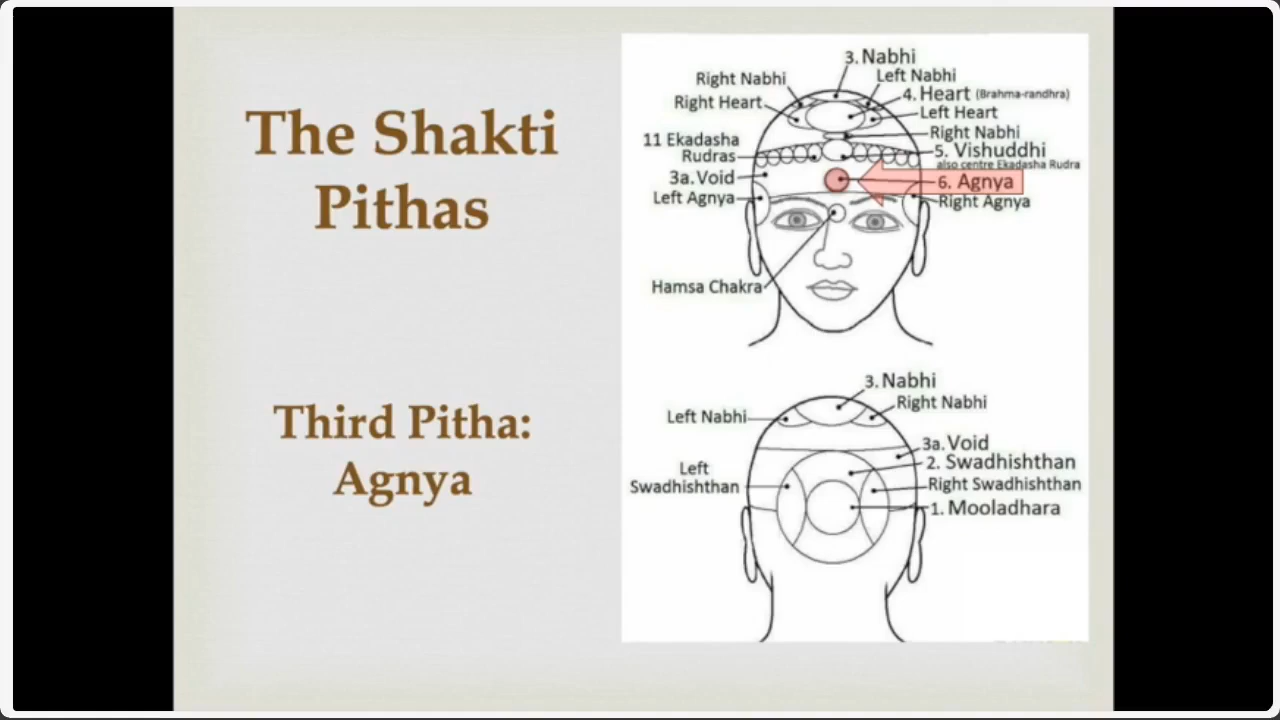 The Shakti
Pithas
Third Pitha:
Agnya
3. Nabhi
Right Nabhi
Left Nabhi
Right Heart
4. Heart (Brahma-randhra)
Left Heart
11 Ekadasha
Rudras
Right Nabhi
5. Vishuddhi
also centre Ekadasha Rudra
3a. Void
6. Agnya
Left Agnya
Right Agnya
Hamsa Chakra
3. Nabhi
Right Nabhi
Left Nabhi
3a. Void
2. Swadhishthan
Left
Swadhishthan
Right Swadhishthan
1. Mooladhara